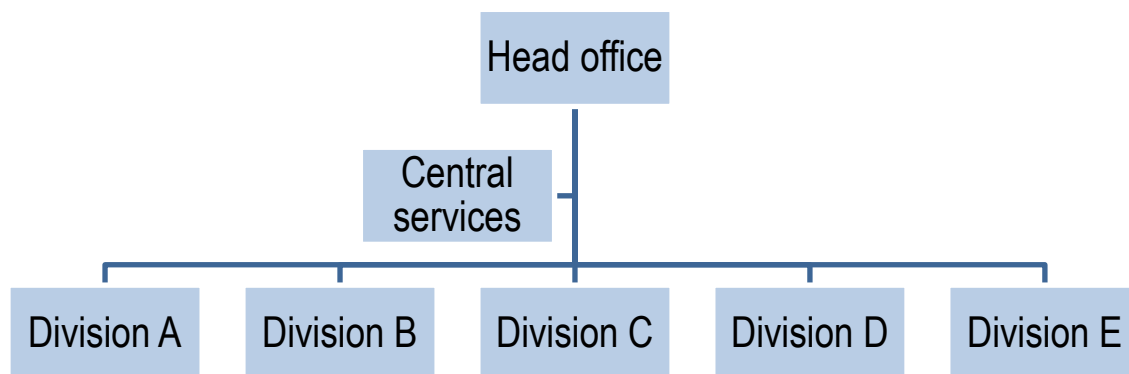 Head office
Central
services
Division A
Division B
Division C
Division D
Division E